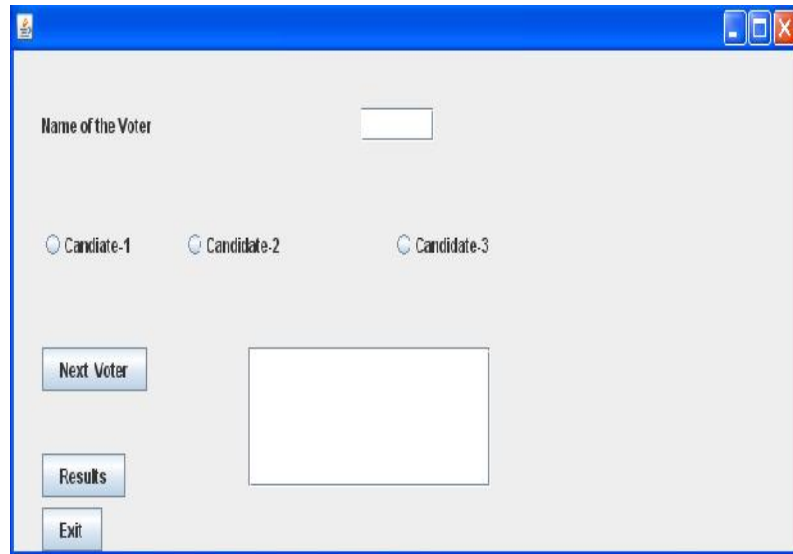 Name of the Voter
Candiate-1 Candidate-2 Candidate-3
Next Voter
Results
Exit